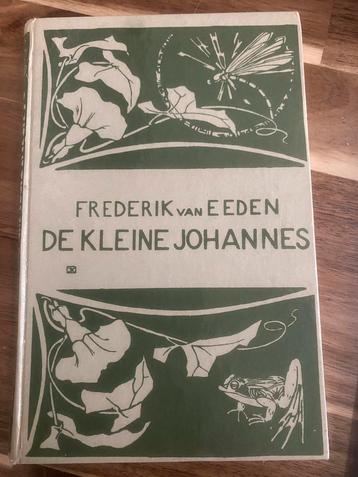 FREDERIK VAN EEDEN
DE KLEINE JOHANNES